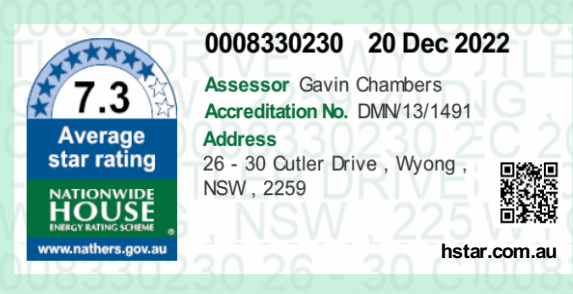 0008330230 20 Dec 2022
7.3
Average
star rating
NATIONWIDE
HOUSE
ENERGY RATING SCHEME
®
www.nathers.gov.au
Assessor Gavin Chambers
Accreditation No. DMN/13/1491
Address
26 - 30 Cutler Drive , Wyong ,
NSW , 2259
hstar.com.au